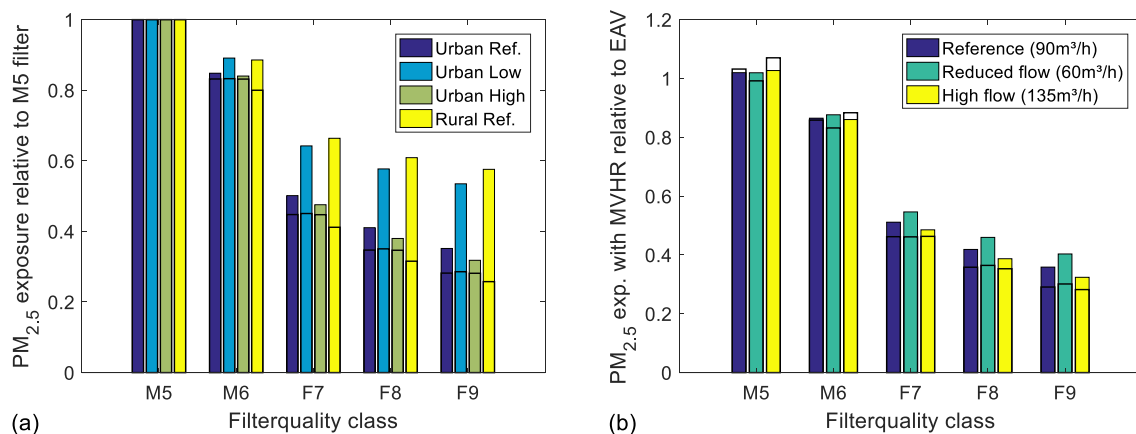 PM2.5 exposure relative to M5 filter
1
0.8
0.6
0.4
0.2
0
Urban Ref.
Urban Low
Urban High
Rural Ref.
M5 M6 F7 F8 F9
Filterquality class
(a)
PM2.5 exp. with MVHR relative to EAV
1.2
1
0.8
0.6
0.4
0.2
0
Reference (90m³/h)
Reduced flow (60m³/h)
High flow (135m³/h)
M5 M6 F7 F8 F9
Filterquality class
(b)